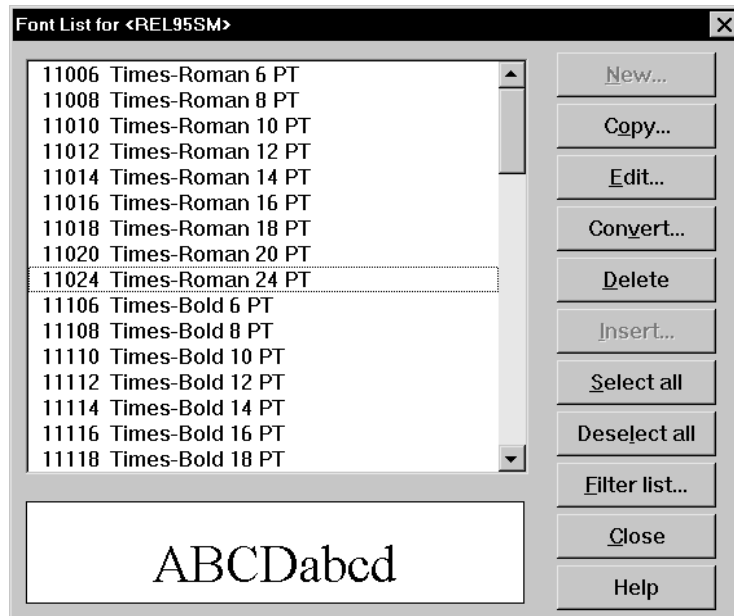 Font List for <REL95SM>
11006 Times-Roman 6 PT
11008 Times-Roman 8 PT
11010 Times-Roman 10 PT
11012 Times-Roman 12 PT
11014 Times-Roman 14 PT
11016 Times-Roman 16 PT
11018 Times-Roman 18 PT
11020 Times-Roman 20 PT
11024 Times-Roman 24 PT
11106 Times-Bold 6 PT
11108 Times-Bold 8 PT
11110 Times-Bold 10 PT
11112 Times-Bold 12 PT
11114 Times-Bold 14 PT
11116 Times-Bold 16 PT
11118 Times-Bold 18 PT
ABCDabcd
New...
Copy...
Edit...
Convert...
Delete
Insert...
Select all
Deselect all
Filter list...
Close
Help